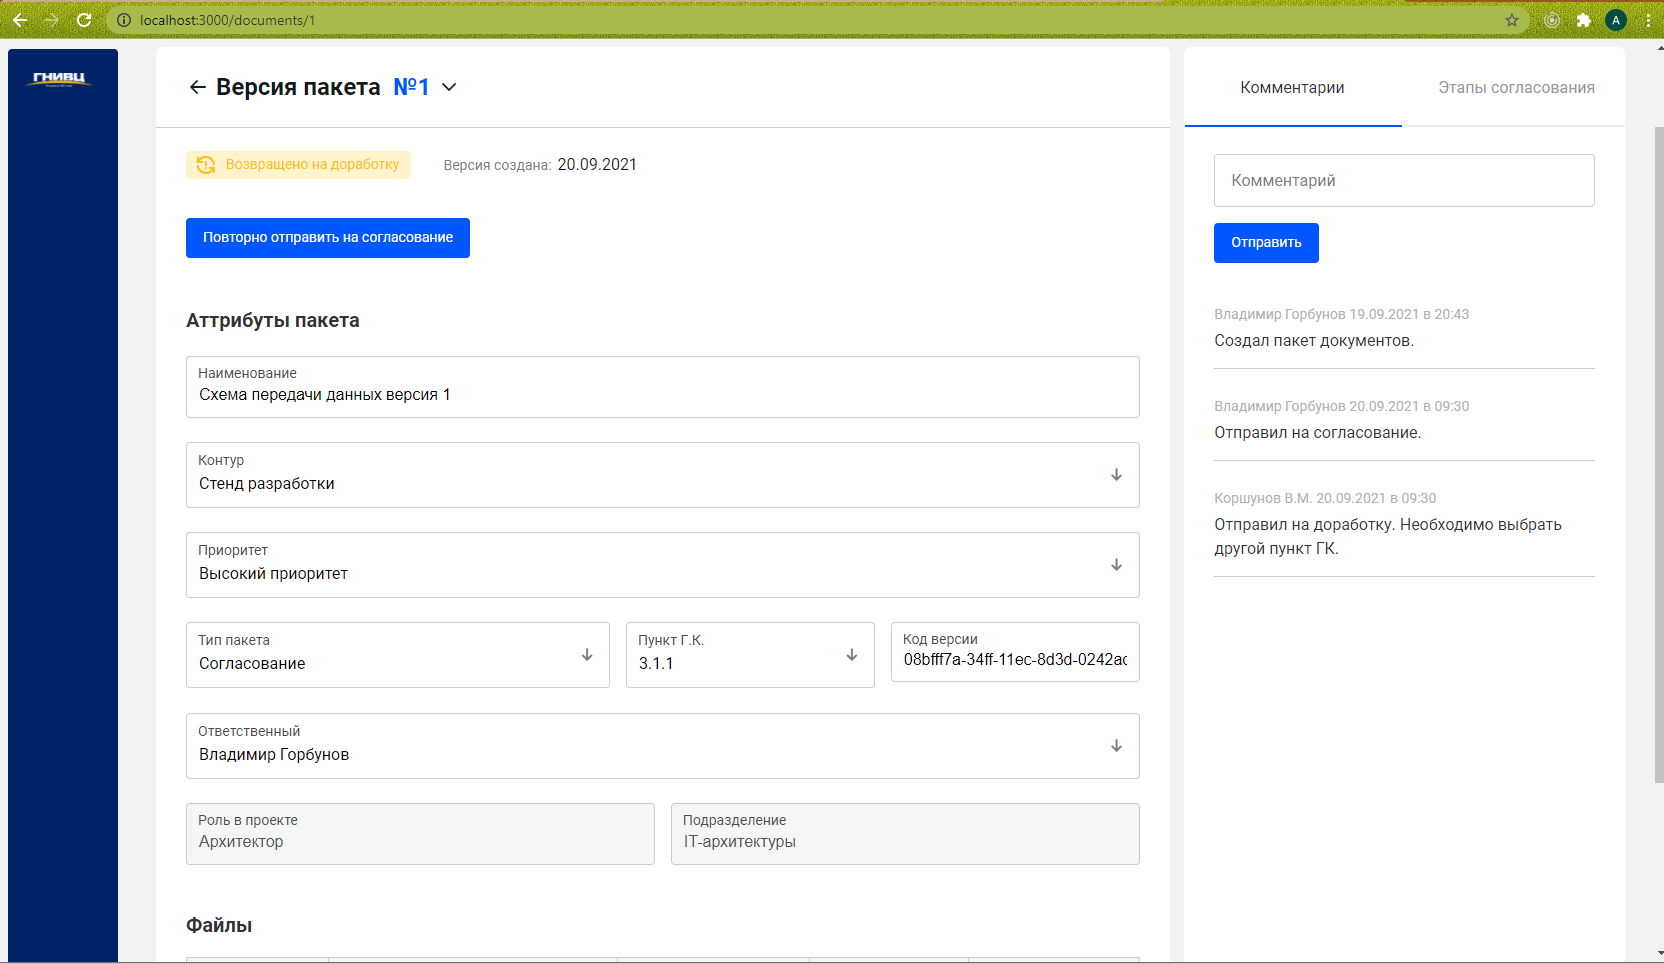 localhost:3000/documents/1
A
ГНИВЦ
Версия пакета №1
Возвращено на доработку
Версия создана: 20.09.2021
Повторно отправить на согласование
Аттрибуты пакета
Наименование
Схема передачи данных версия 1
Контур
Стенд разработки
Приоритет
Высокий приоритет
Тип пакета
Согласование
Пункт Г.К.
3.1.1
Код версии
08bfff7a-34ff-11ec-8d3d-0242ac
Ответственный
Владимир Горбунов
Роль в проекте
Архитектор
Подразделение
IT-архитектуры
Файлы
Комментарии
Этапы согласования
Комментарий
Отправить
Владимир Горбунов 19.09.2021 в 20:43
Создал пакет документов.
Владимир Горбунов 20.09.2021 в 09:30
Отправил на согласование.
Коршунов В.М. 20.09.2021 в 09:30
Отправил на доработку. Необходимо выбрать
другой пункт ГК.